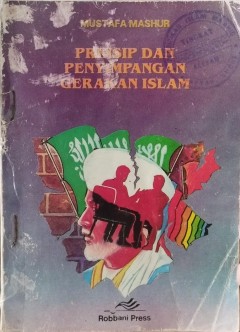 MUSTAFA MASHUR
PRINSIP DAN
PENYIMPANGAN
GERAKAN ISLAM
Robbani Press